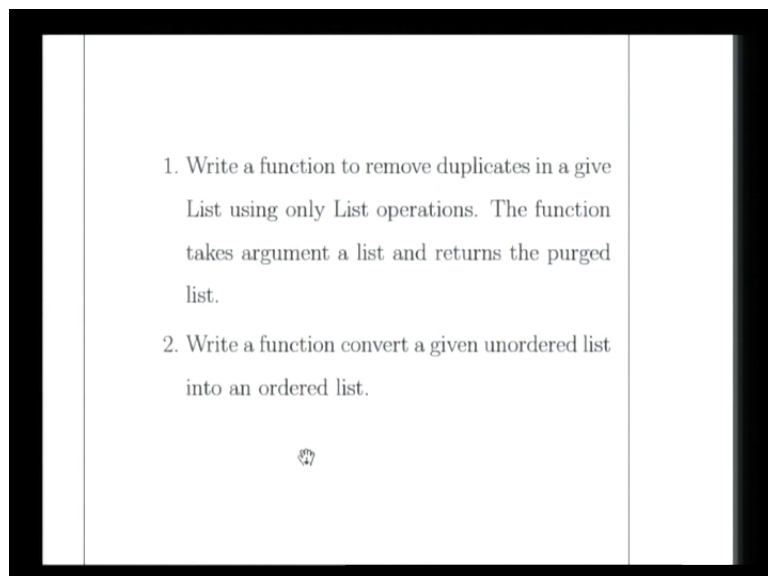 1. Write a function to remove duplicates in a give
List using only List operations. The function
takes argument a list and returns the purged
list.
2. Write a function convert a given unordered list
into an ordered list.